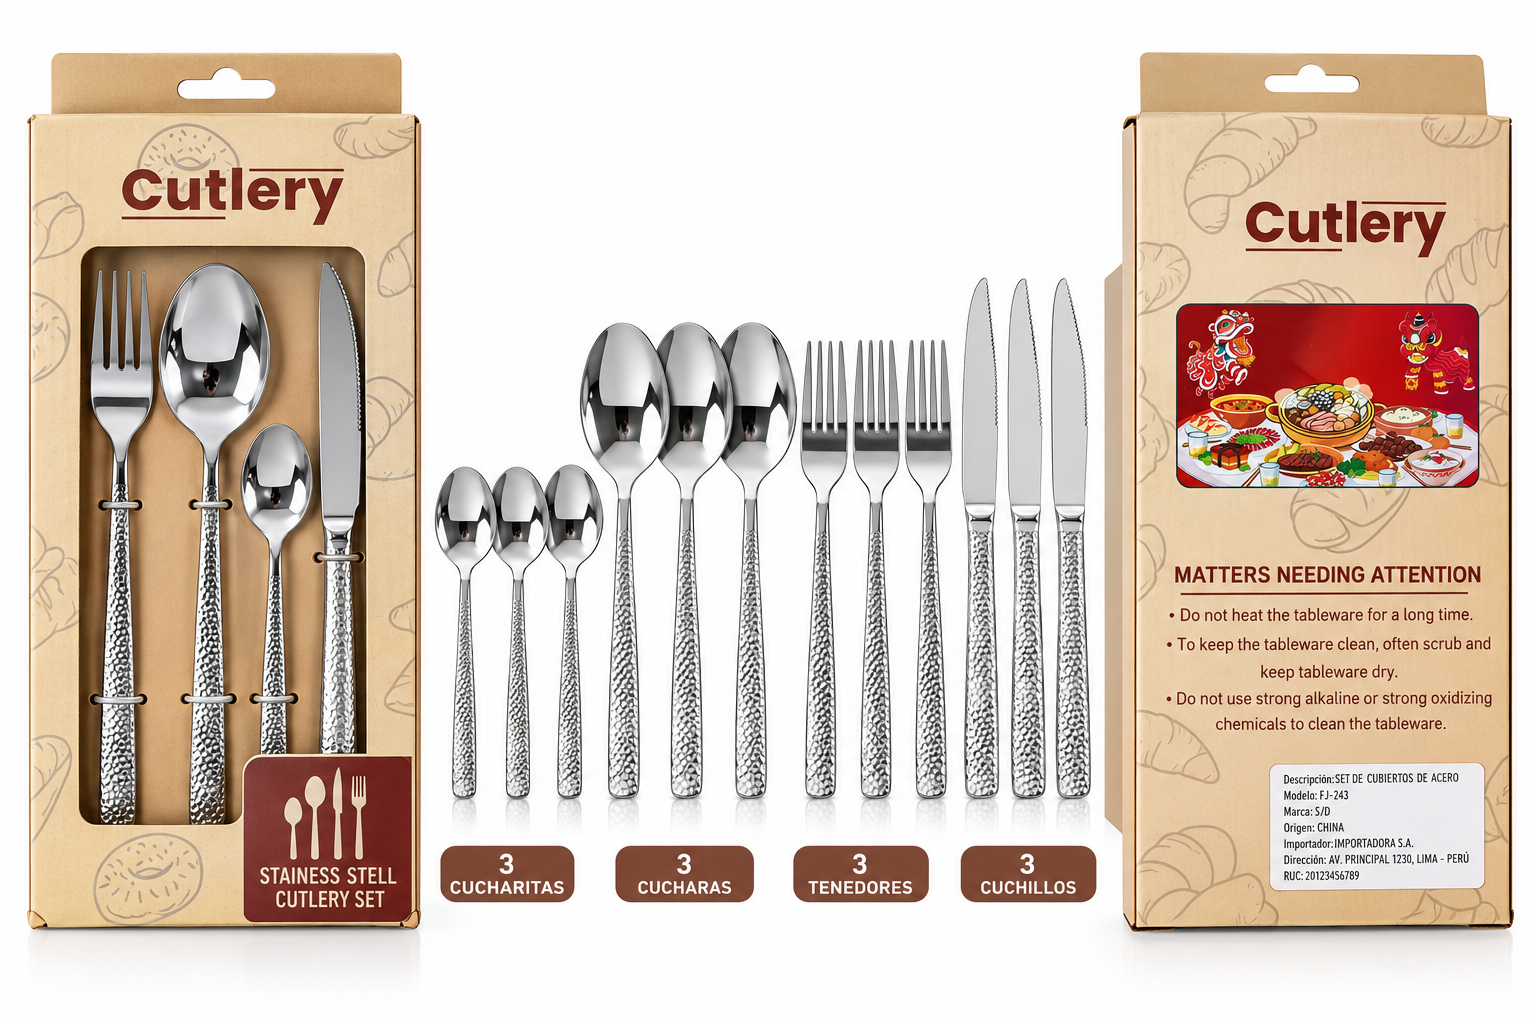 Cutlery
STAINESS STELL
CUTLERY SET
3
CUCHARITAS
3
CUCHARAS
3
TENEDORES
3
CUCHILLOS
Cutlery
MATTERS NEEDING ATTENTION
• Do not heat the tableware for a long time.
• To keep the tableware clean, often scrub and
keep tableware dry.
• Do not use strong alkaline or strong oxidizing
chemicals to clean the tableware.
Descripción:SET DE CUBIERTOS DE ACERO
Modelo: FJ-243
Marca: S/D
Origen: CHINA
Importador:IMPORTADORA S.A.
Dirección: AV. PRINCIPAL 1230, LIMA - PERÚ
RUC: 20123456789